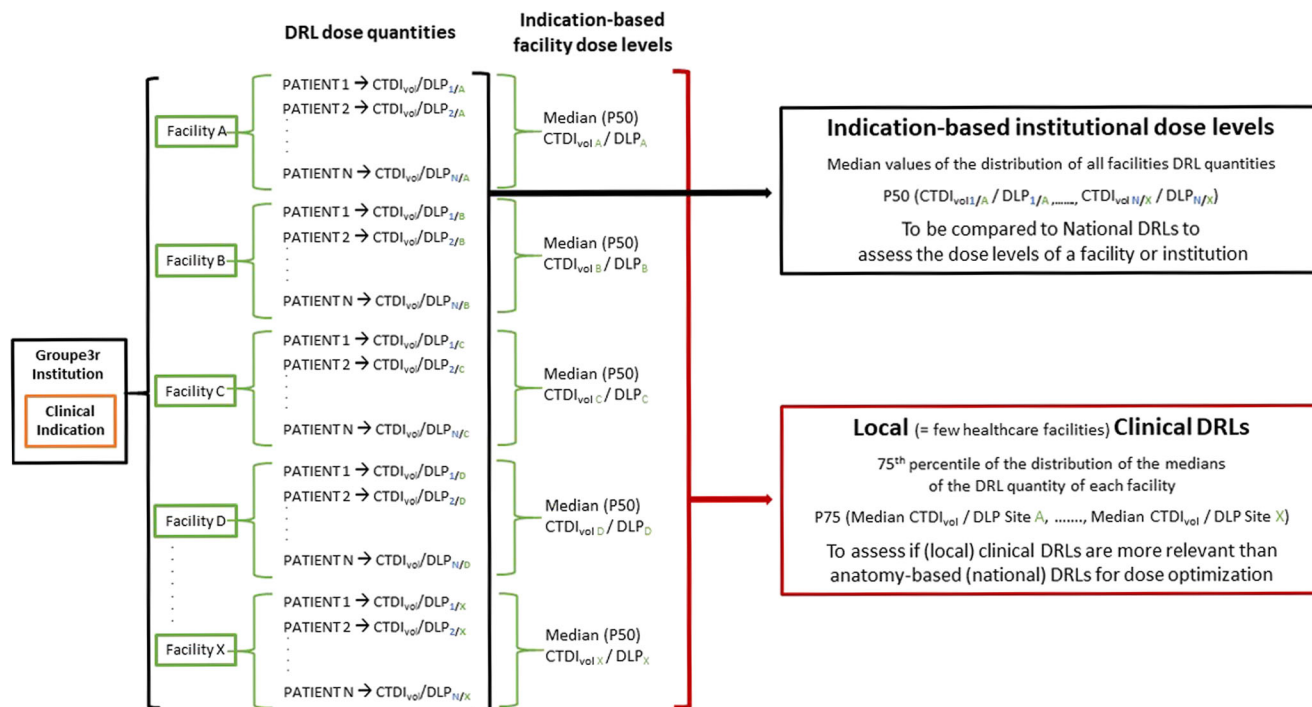 DRL dose quantities
Indication-based
facility dose levels
Groupe3r
Institution
Clinical
Indication
Facility A
PATIENT 1 → CTDIvol/DLP1/A
PATIENT 2 → CTDIvol/DLP2/A
PATIENT N → CTDIvol/DLPN/A
Median (P50)
CTDIvol A / DLPA
Facility B
PATIENT 1 → CTDIvol/DLP1/B
PATIENT 2 → CTDIvol/DLP2/B
PATIENT N → CTDIvol/DLPN/B
Median (P50)
CTDIvol B / DLPB
Facility C
PATIENT 1 → CTDIvol/DLP1/C
PATIENT 2 → CTDIvol/DLP2/C
PATIENT N → CTDIvol/DLPN/C
Median (P50)
CTDIvol C / DLPC
Facility D
PATIENT 1 → CTDIvol/DLP1/D
PATIENT 2 → CTDIvol/DLP2/D
PATIENT N → CTDIvol/DLPN/D
Median (P50)
CTDIvol D / DLPD
Facility X
PATIENT 1 → CTDIvol/DLP1/X
PATIENT 2 → CTDIvol/DLP2/X
PATIENT N → CTDIvol/DLPN/X
Median (P50)
CTDIvol X / DLPX
Indication-based institutional dose levels
Median values of the distribution of all facilities DRL quantities
P50 (CTDIvol1/A / DLP1/A ,......., CTDIvol N/X / DLPN/X)
To be compared to National DRLs to
assess the dose levels of a facility or institution
Local (= few healthcare facilities) Clinical DRLs
75th percentile of the distribution of the medians
of the DRL quantity of each facility
P75 (Median CTDIvol / DLP Site A, ......., Median CTDIvol / DLP Site X)
To assess if (local) clinical DRLs are more relevant than
anatomy-based (national) DRLs for dose optimization